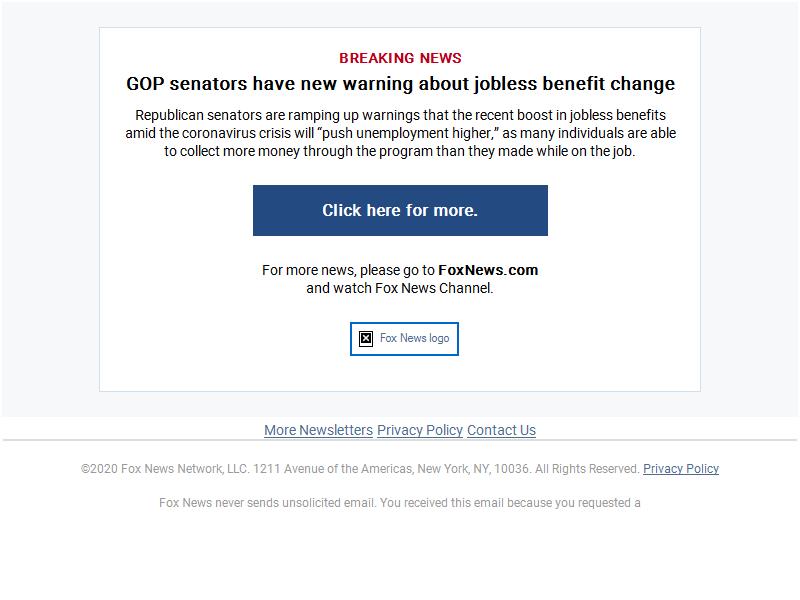 BREAKING NEWS
GOP senators have new warning about jobless benefit change
Republican senators are ramping up warnings that the recent boost in jobless benefits
amid the coronavirus crisis will “push unemployment higher,” as many individuals are able
to collect more money through the program than they made while on the job.
Click here for more.
For more news, please go to FoxNews.com
and watch Fox News Channel.
Fox News logo
More Newsletters Privacy Policy Contact Us
©2020 Fox News Network, LLC. 1211 Avenue of the Americas, New York, NY, 10036. All Rights Reserved. Privacy Policy
Fox News never sends unsolicited email. You received this email because you requested a